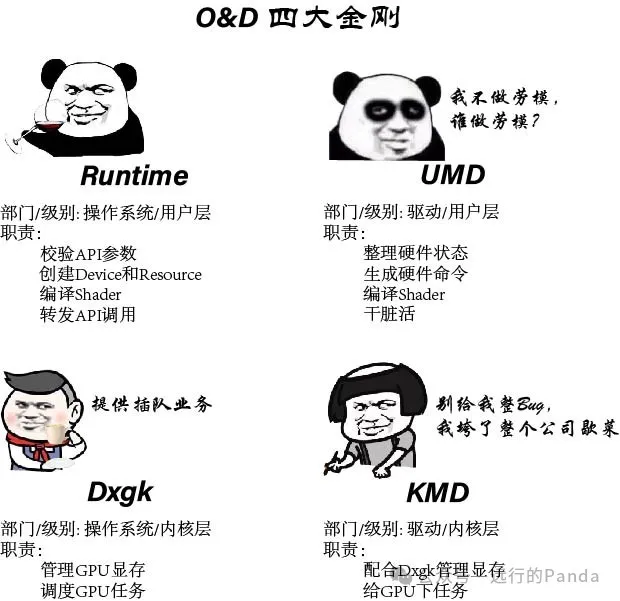 O&D 四大金刚
我不做劳模，
谁做劳模？
Runtime
部门/级别: 操作系统/用户层
职责：
校验API参数
创建Device和Resource
编译Shader
转发API调用
UMD
部门/级别: 驱动/用户层
职责：
整理硬件状态
生成硬件命令
编译Shader
干脏活
提供插队业务
Dxgk
部门/级别: 操作系统/内核层
职责：
管理GPU显存
调度GPU任务
别给我整Bug，
我垮了整个公司歇菜
KMD
部门/级别: 驱动/内核层
职责：
配合Dxgk管理显存
给GPU下任务
公众号·远行的Panda